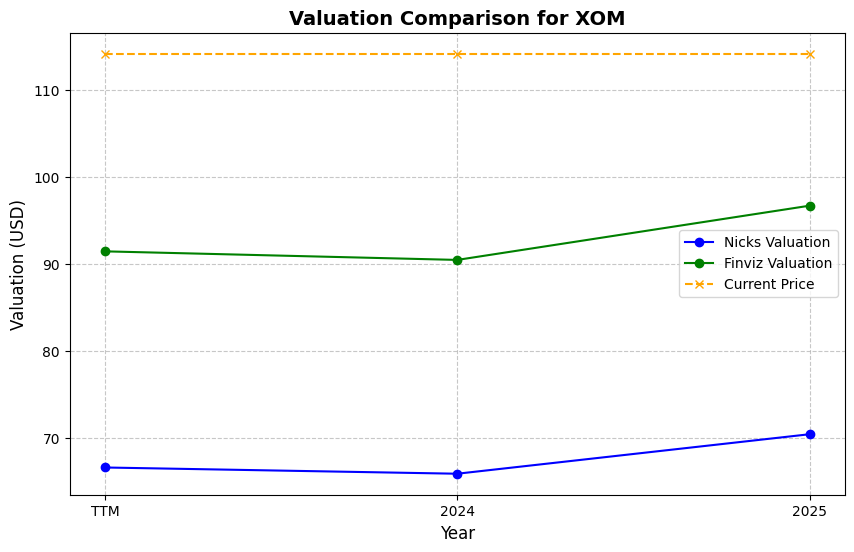 Valuation Comparison for XOM
Valuation (USD)
110
100
90
80
70
Nicks Valuation
Finviz Valuation
Current Price
TTM
2024
2025
Year